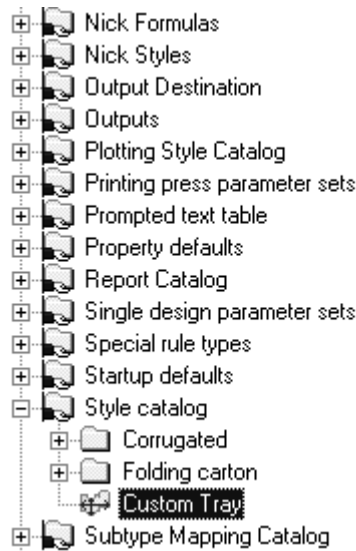 Nick Formulas
Nick Styles
Output Destination
Outputs
Plotting Style Catalog
Printing press parameter sets
Prompted text table
Property defaults
Report Catalog
Single design parameter sets
Special rule types
Startup defaults
Style catalog
Corrugated
Folding carton
Custom Tray
Subtype Mapping Catalog